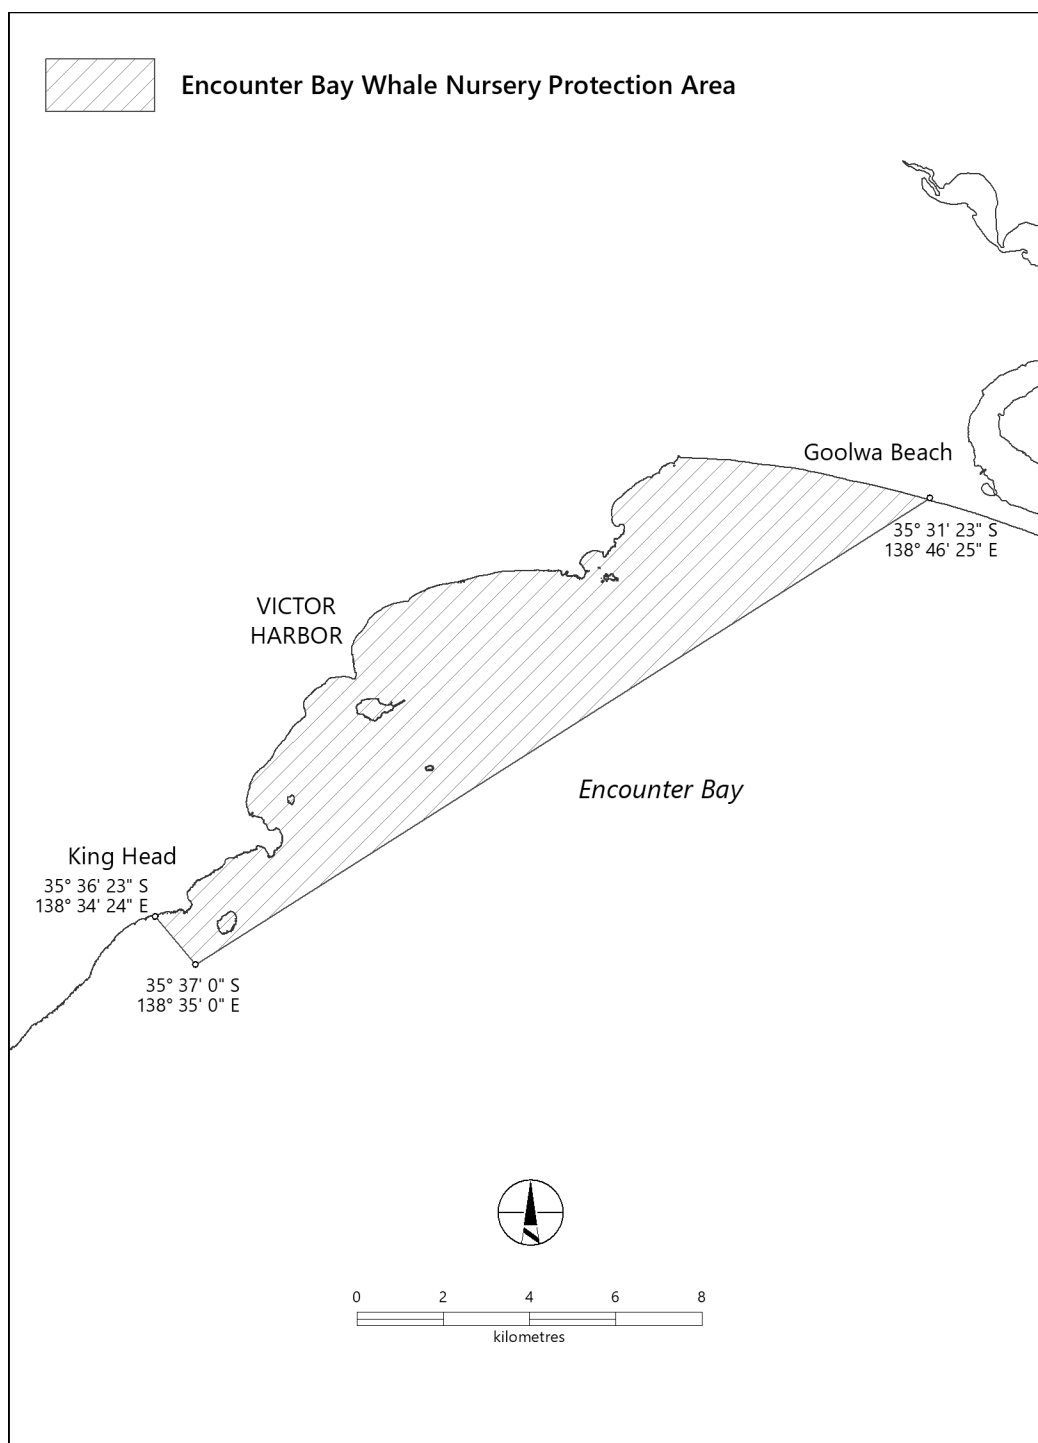 Encounter Bay Whale Nursery Protection Area
Goolwa Beach
35° 31' 23" S
138° 46' 25" E
VICTOR
HARBOR
Encounter Bay
King Head
35° 36' 23" S
138° 34' 24" E
35° 37' 0" S
138° 35' 0" E
0 2 4 6 8
kilometres